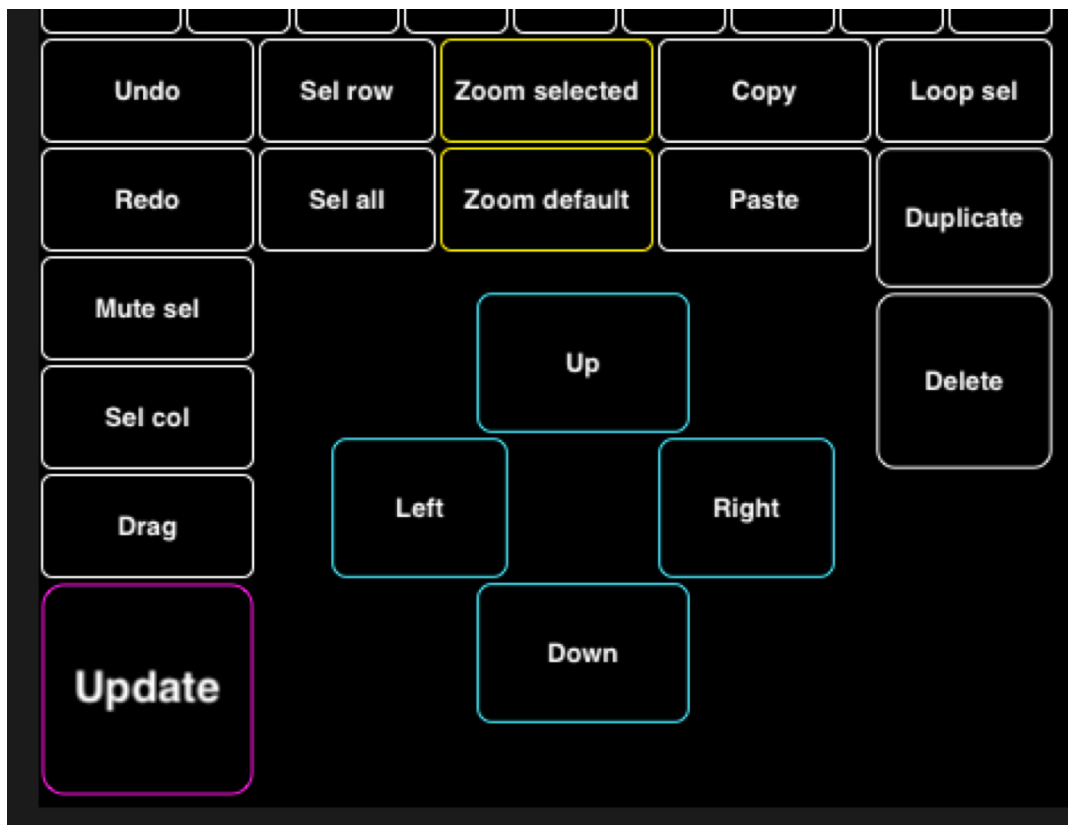 Undo
Sel row
Zoom selected
Copy
Loop sel
Redo
Sel all
Zoom default
Paste
Duplicate
Mute sel
Up
Delete
Sel col
Left
Right
Drag
Down
Update